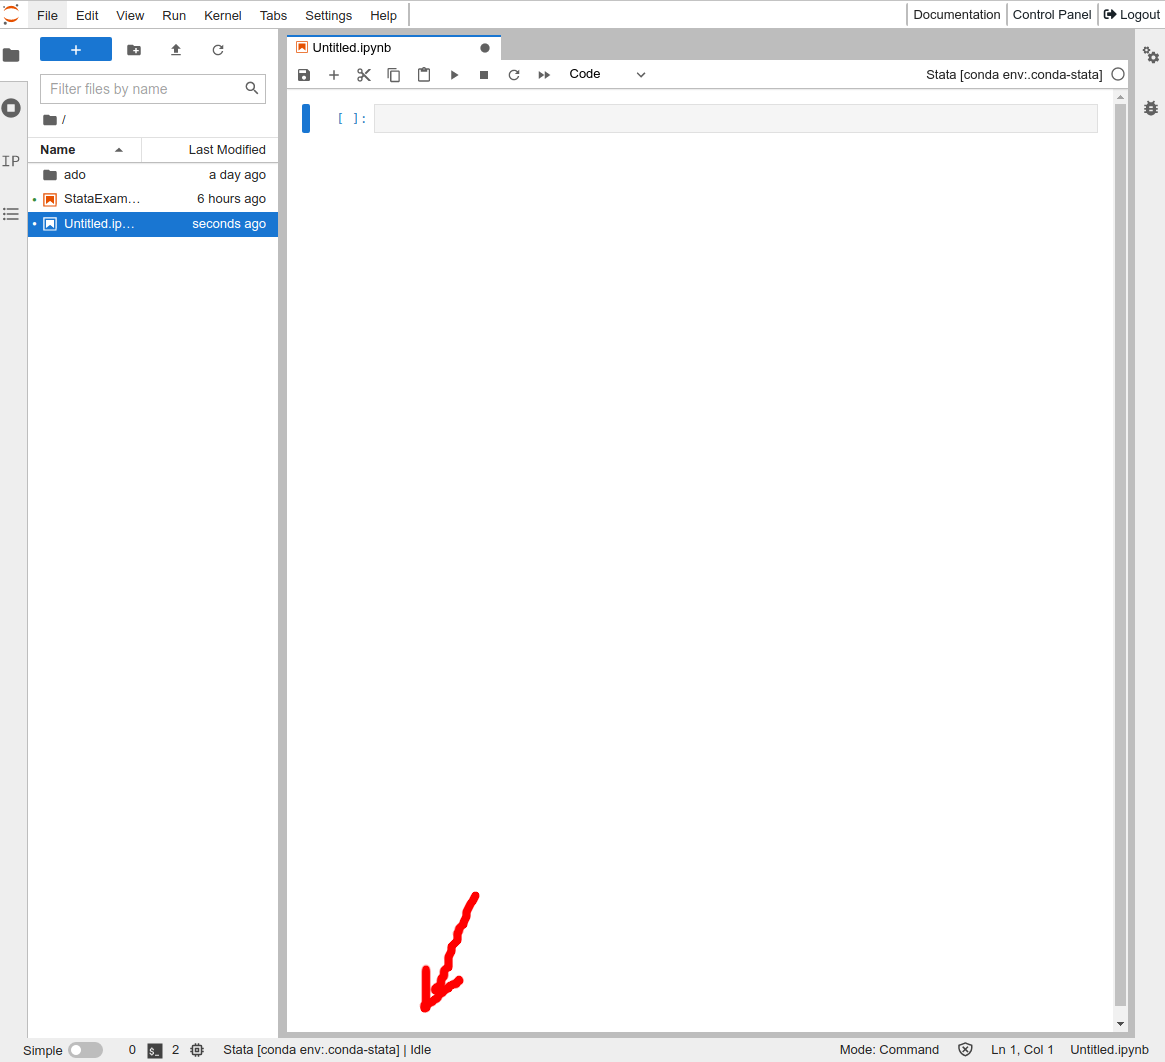 File Edit View Run Kernel Tabs Settings Help Documentation Control Panel Logout
Untitled.ipynb
Code Stata [conda env:.conda-stata]
Filter files by name
[ ]:
/
Name Last Modified
IP
ado a day ago
StataExam… 6 hours ago
Untitled.ip… seconds ago
Simple 0 $_ 2 Stata [conda env:.conda-stata] | Idle Mode: Command Ln 1, Col 1 Untitled.ipynb